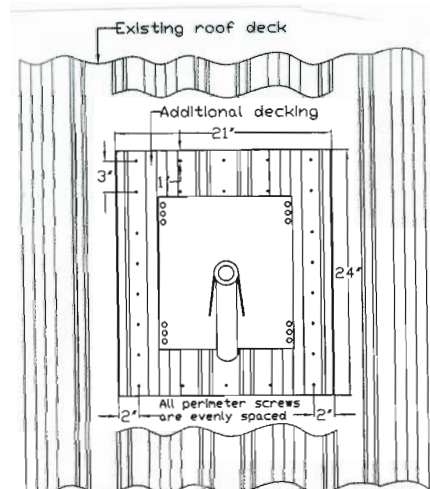 Existing roof deck
Additional decking
21"
3"
1"
24"
All perimeter screws
2" are evenly spaced 2"